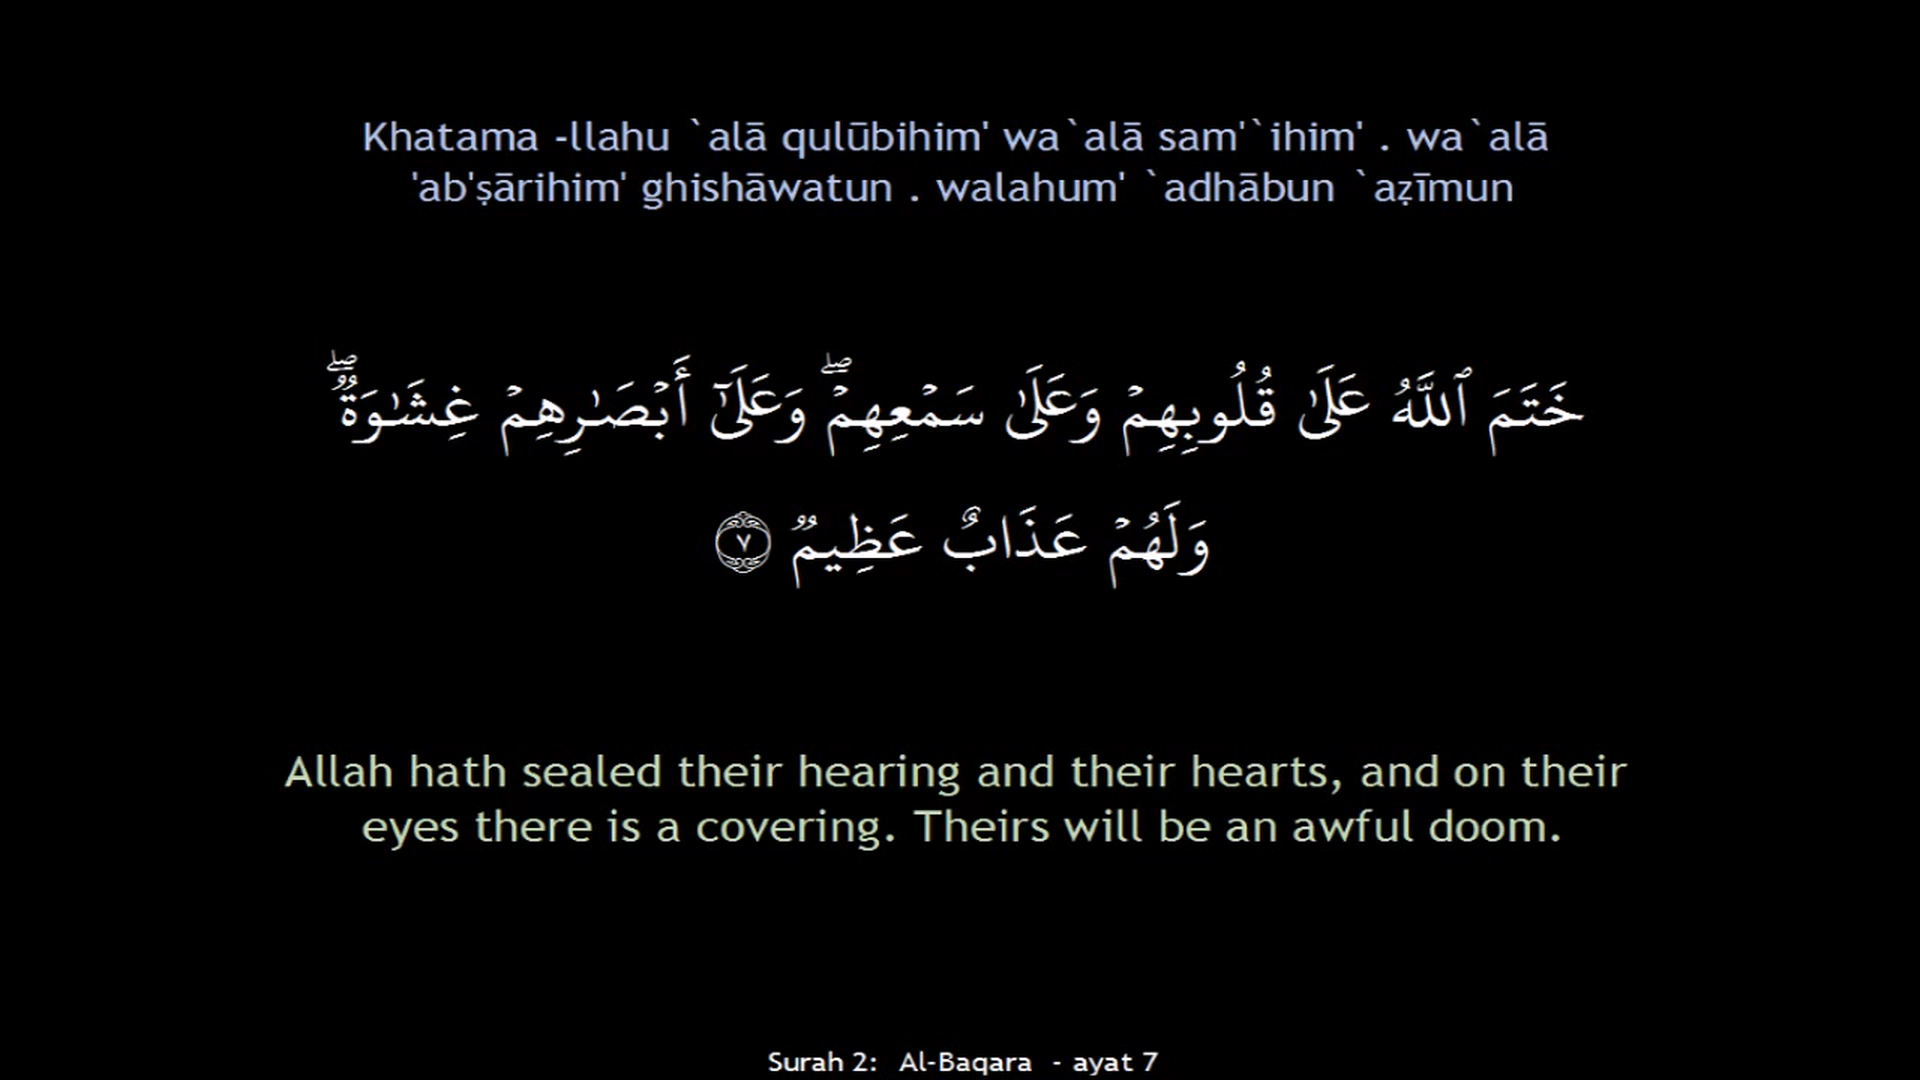 Khatama -llahu `alā qulūbihim' wa`alā sam'`ihim' . wa`alā
'ab'ṣārihim' ghishāwatun . walahum' `adhābun `aẓīmun
خَتَمَ ٱللَّهُ عَلَىٰ قُلُوبِهِمۡ وَعَلَىٰ سَمۡعِهِمۡۖ وَعَلَىٰٓ أَبۡصَٰرِهِمۡ غِشَٰوَةٞۖ
وَلَهُمۡ عَذَابٌ عَظِيمٞ ٧
Allah hath sealed their hearing and their hearts, and on their
eyes there is a covering. Theirs will be an awful doom.
Surah 2: Al-Baqara - ayat 7